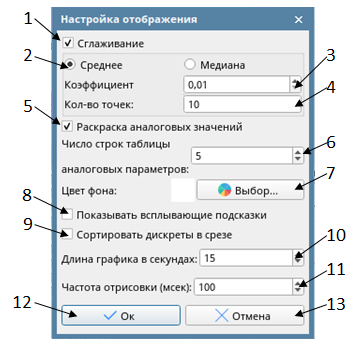 Настройка отображения
1
Сглаживание
2
Среднее
Медиана
3
Коэффициент
0,01
4
Кол-во точек:
10
5
Раскраска аналоговых значений
Число строк таблицы
6
5
аналоговых параметров:
7
Цвет фона:
Выбор...
8
Показывать всплывающие подсказки
9
Сортировать дискреты в срезе
10
Длина графика в секундах:
15
11
Частота отрисовки (мсек):
100
12
Ок
Отмена
13